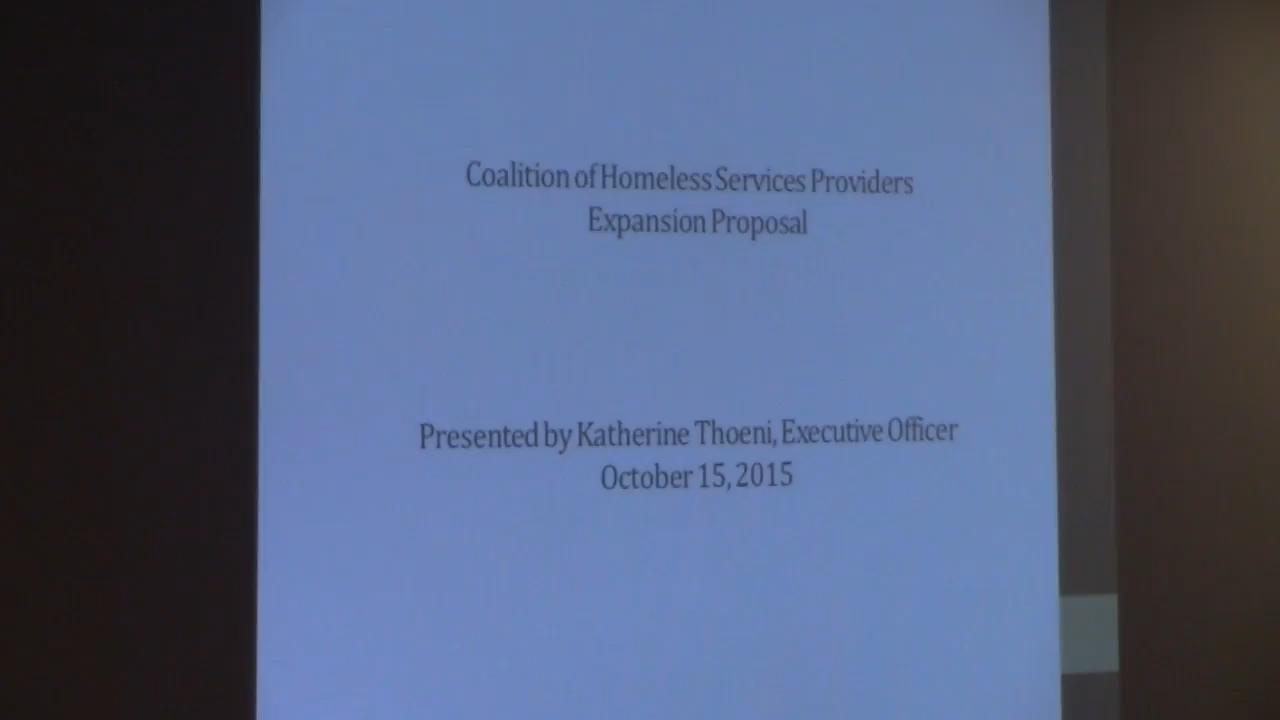 Coalition of Homeless Services Providers
Expansion Proposal
Presented by Katherine Thoeni, Executive Officer
October 15, 2015